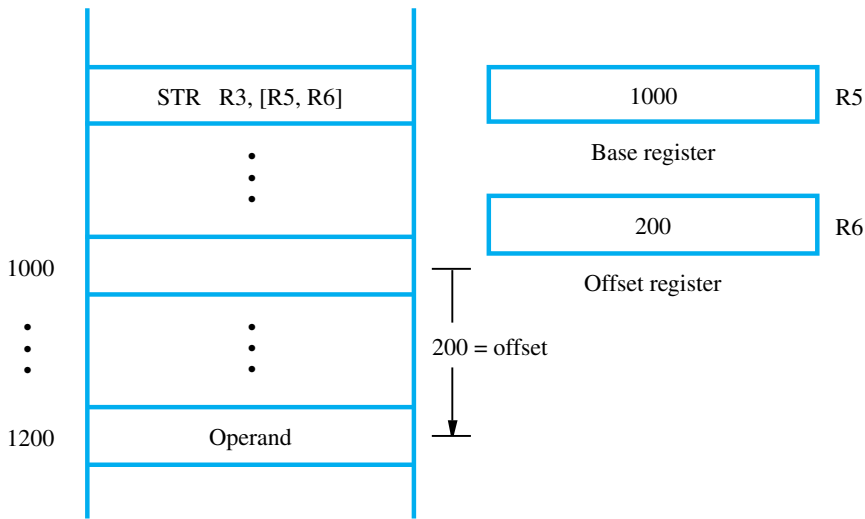 STR R3, [R5, R6]
1000 R5
Base register
200 R6
1000
Offset register
200 = offset
1200 Operand